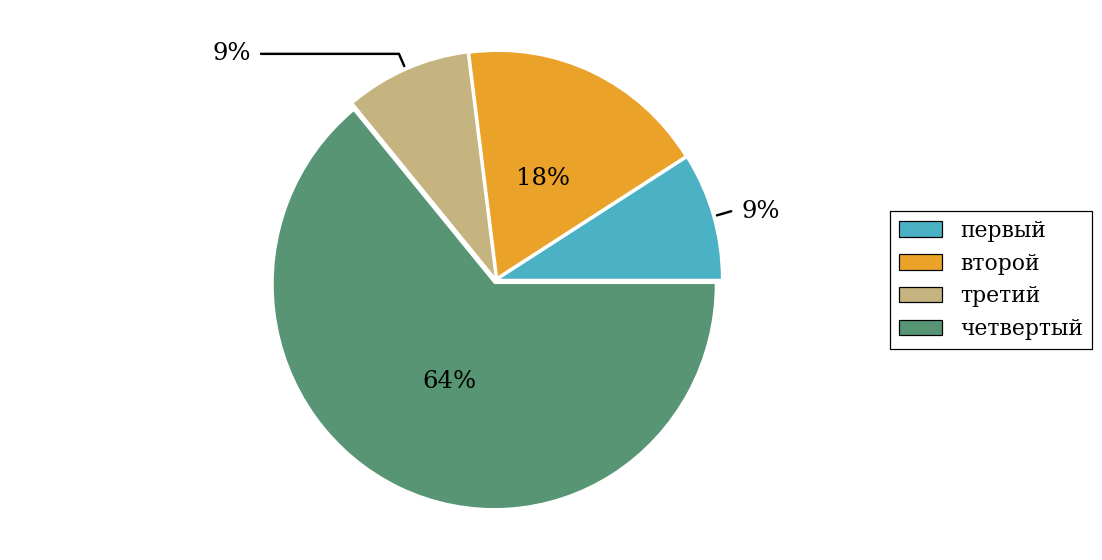 9%
18%
9%
64%
первый
второй
третий
четвертый